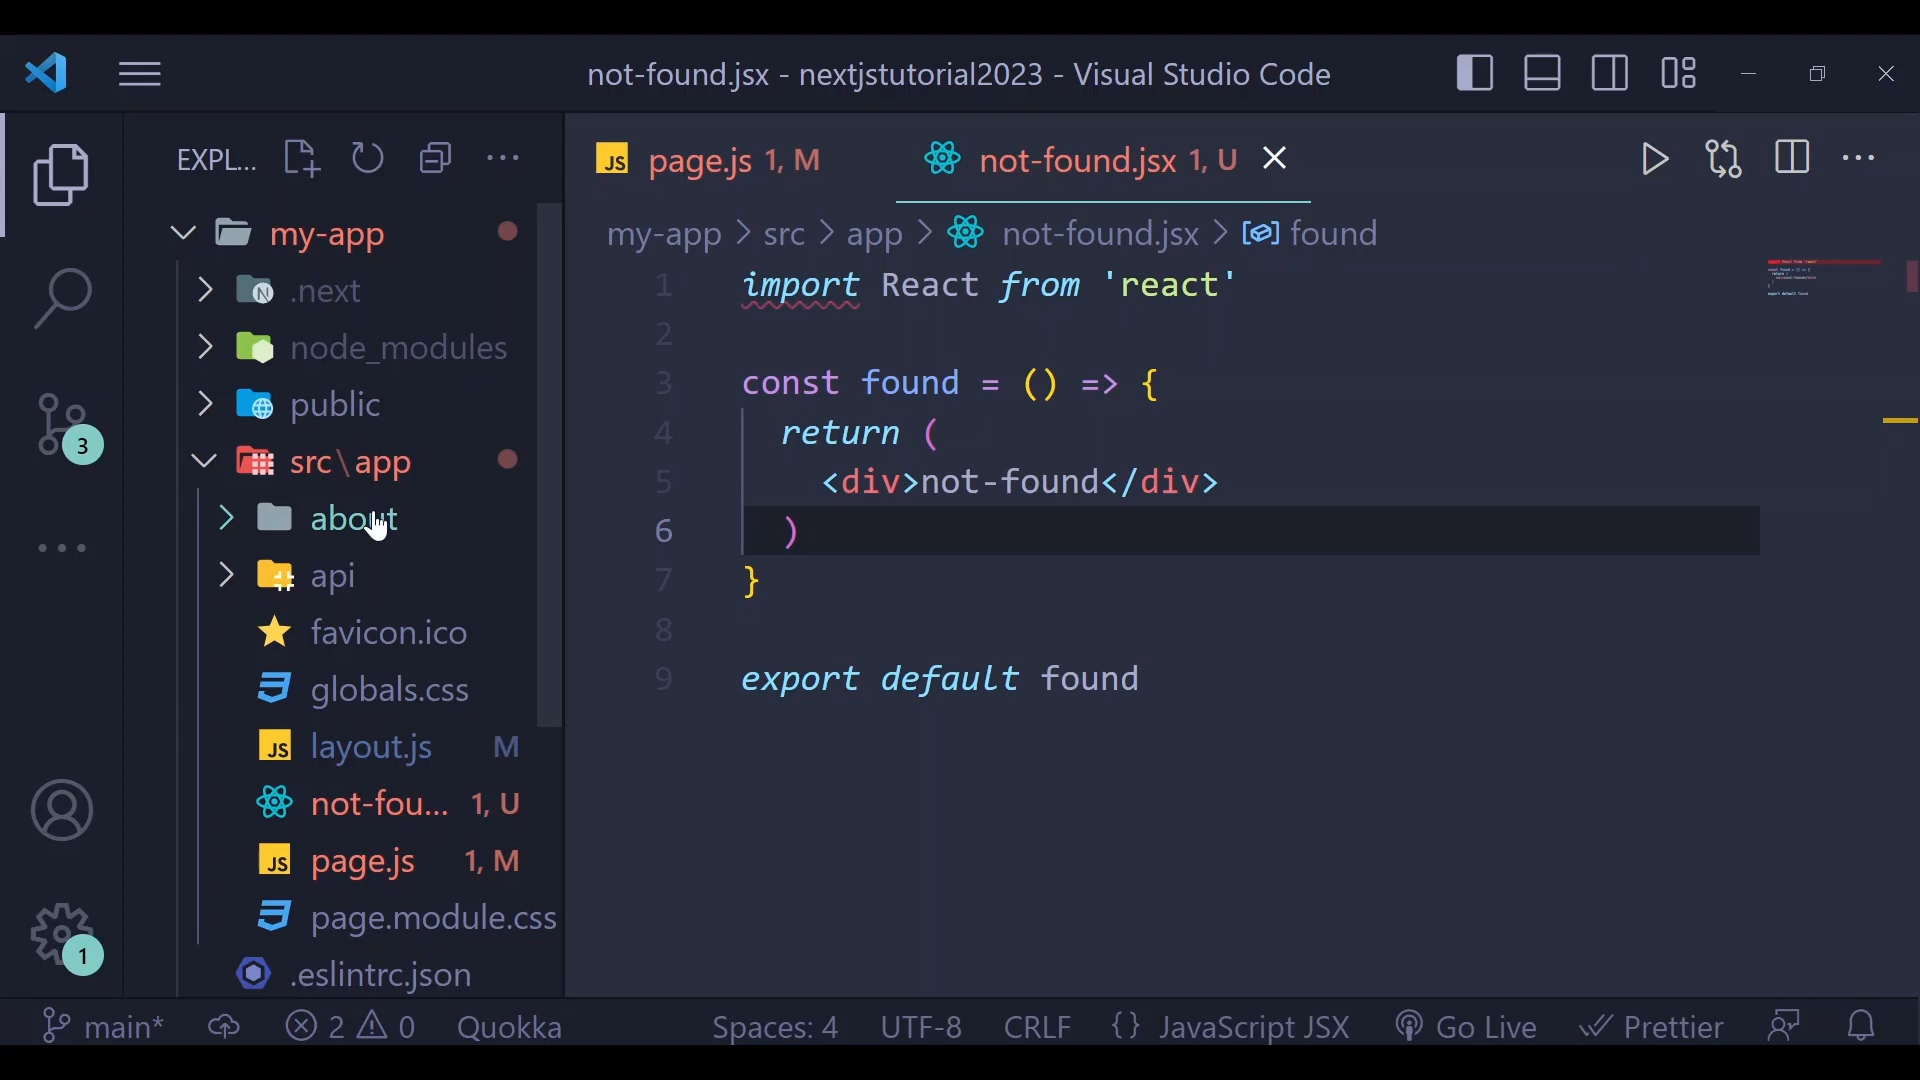 not-found.jsx - nextjstutorial2023 - Visual Studio Code
EXPL...
my-app
.next
node_modules
public
src\app
about
api
favicon.ico
globals.css
layout.js M
not-fou... 1, U
page.js 1, M
page.module.css
.eslintrc.json
3
1
JS page.js 1, M
not-found.jsx 1, U
my-app > src > app > not-found.jsx > found
1 import React from 'react'
2
3 const found = () => {
4 return (
5 <div>not-found</div>
6 )
7 }
8
9 export default found
main* 2 0 Quokka Spaces: 4 UTF-8 CRLF {} JavaScript JSX Go Live Prettier